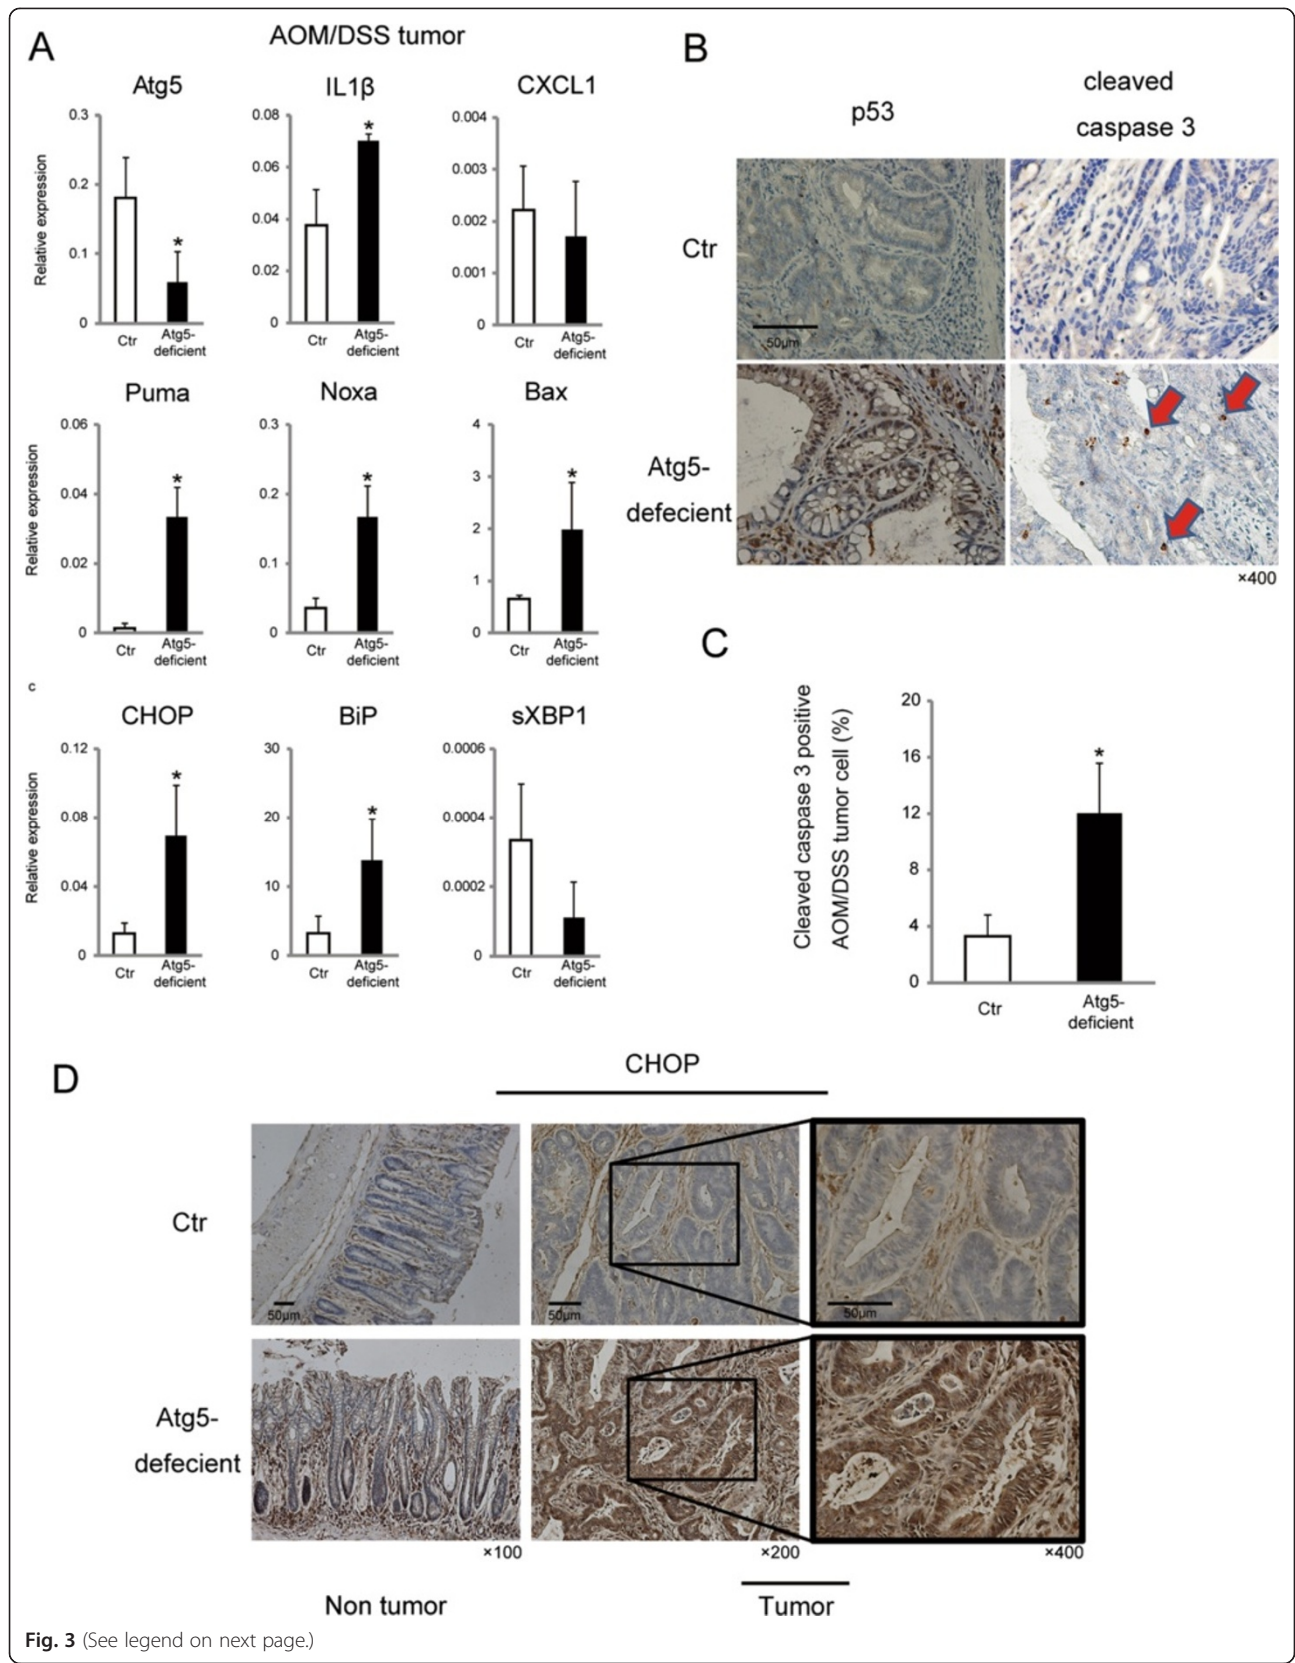 A
AOM/DSS tumor
Atg5
IL1β
CXCL1
Relative expression
0.3
0.2
0.1
0
*
Ctr
Atg5-
deficient
0.08
0.06
0.04
0.02
0
*
Ctr
Atg5-
deficient
0.004
0.003
0.002
0.001
0
Ctr
Atg5-
deficient
Puma
Noxa
Bax
Relative expression
0.06
0.04
0.02
0
*
Ctr
Atg5-
deficient
0.3
0.2
0.1
0
*
Ctr
Atg5-
deficient
4
3
2
1
0
*
Ctr
Atg5-
deficient
c
CHOP
BiP
sXBP1
Relative expression
0.12
0.08
0.04
0
*
Ctr
Atg5-
deficient
30
20
10
0
*
Ctr
Atg5-
deficient
0.0006
0.0004
0.0002
0
Ctr
Atg5-
deficient
B
p53
cleaved
caspase 3
Ctr
50μm
Atg5-
defecient
×400
C
Cleaved caspase 3 positive
AOM/DSS tumor cell (%)
20
16
12
8
4
0
*
Ctr
Atg5-
deficient
D
CHOP
Ctr
50μm
50μm
50μm
Atg5-
defecient
×100
×200
×400
Non tumor
Tumor
Fig. 3 (See legend on next page.)